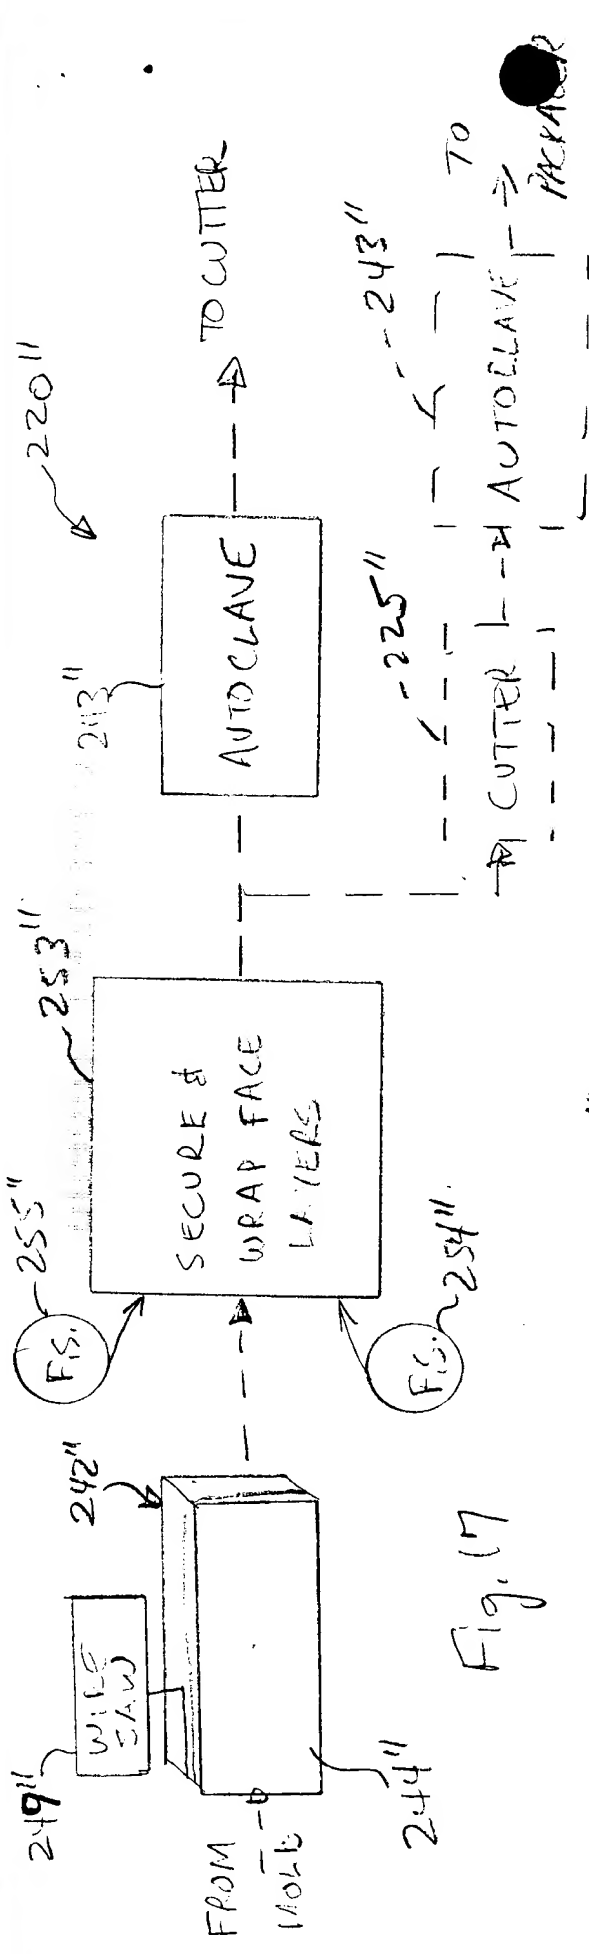 220"
249"
WIRE
SAW
242"
FROM
MOLD
244"
255"
F.S.
F.S.
254"
253"
SECURE &
WRAP FACE
LAYERS
243"
AUTOCLAVE
TO CUTTER
225"
CUTTER
243"
AUTOCLAVE
TO
PACKAGER
Fig. 17